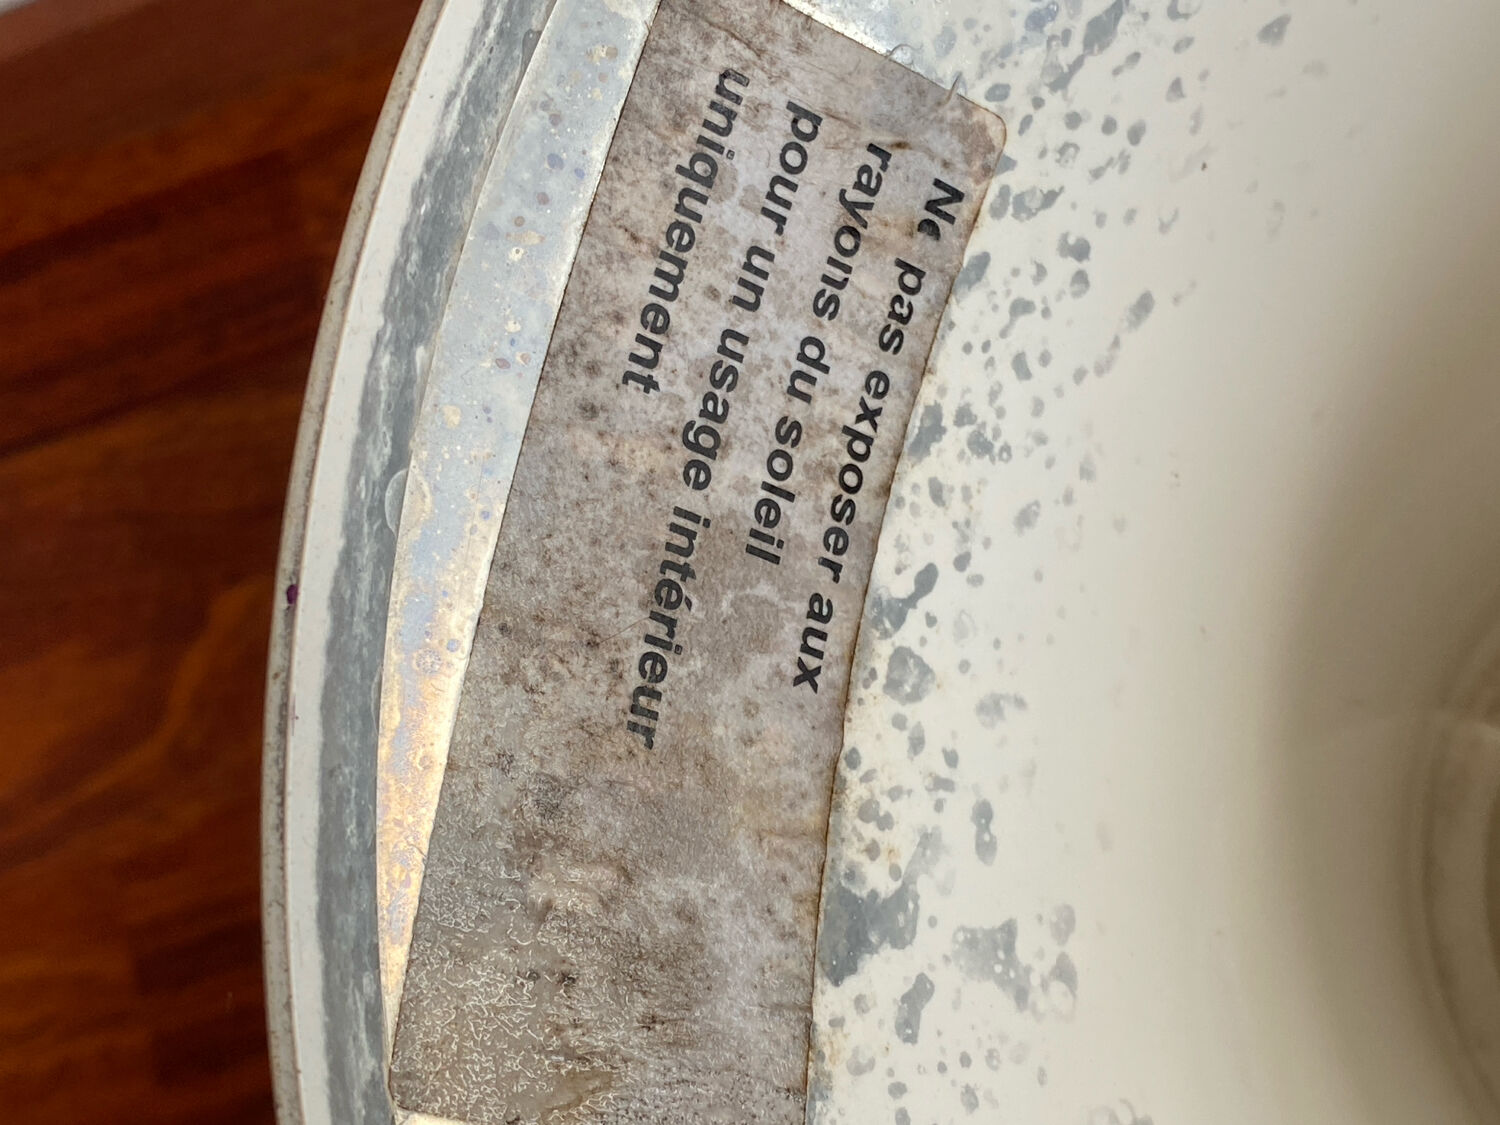 Ne pas exposer aux
rayons du soleil
pour un usage intérieur
uniquement